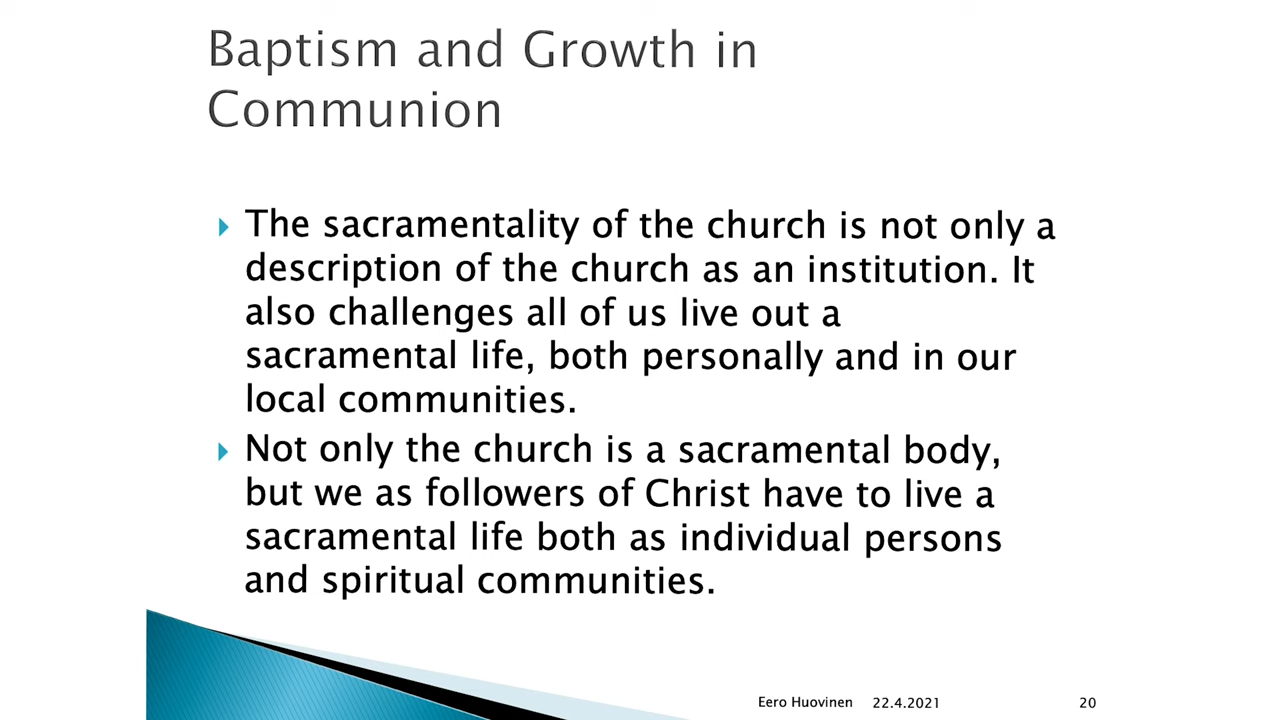 Baptism and Growth in
Communion
The sacramentality of the church is not only a
description of the church as an institution. It
also challenges all of us live out a
sacramental life, both personally and in our
local communities.
Not only the church is a sacramental body,
but we as followers of Christ have to live a
sacramental life both as individual persons
and spiritual communities.
Eero Huovinen 22.4.2021 20